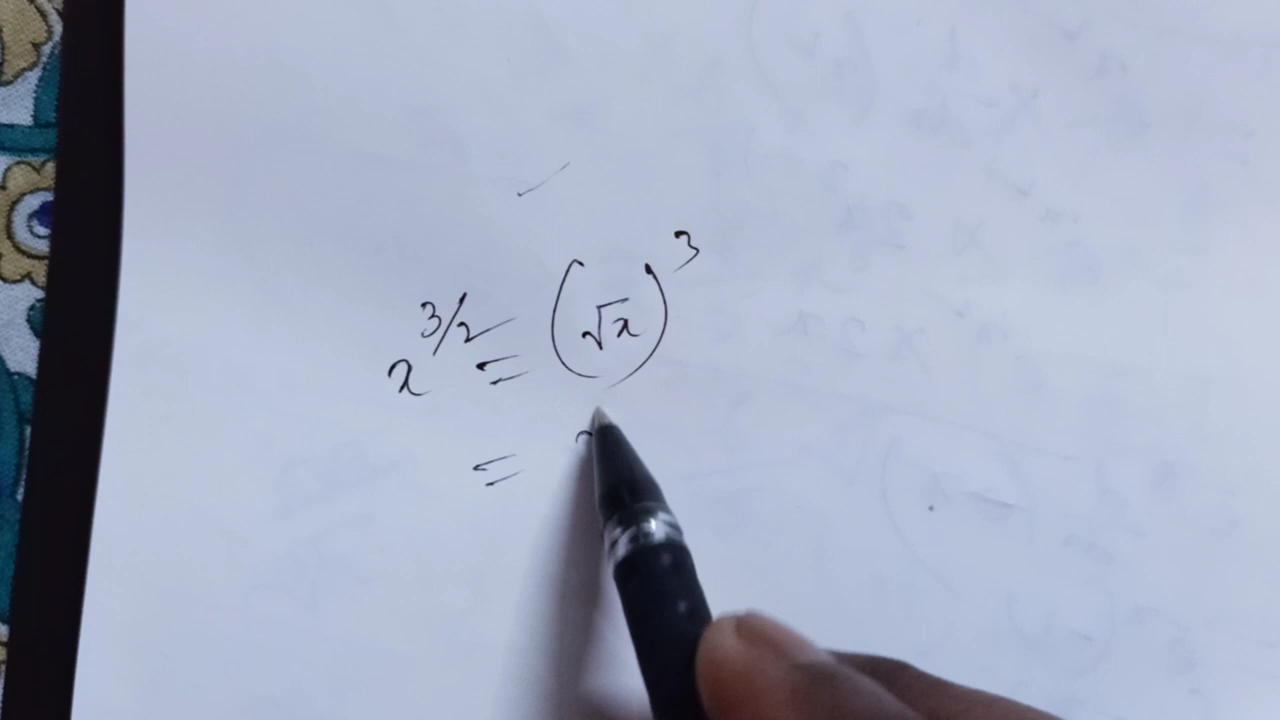 x^{3/2} = (√x)^3
=